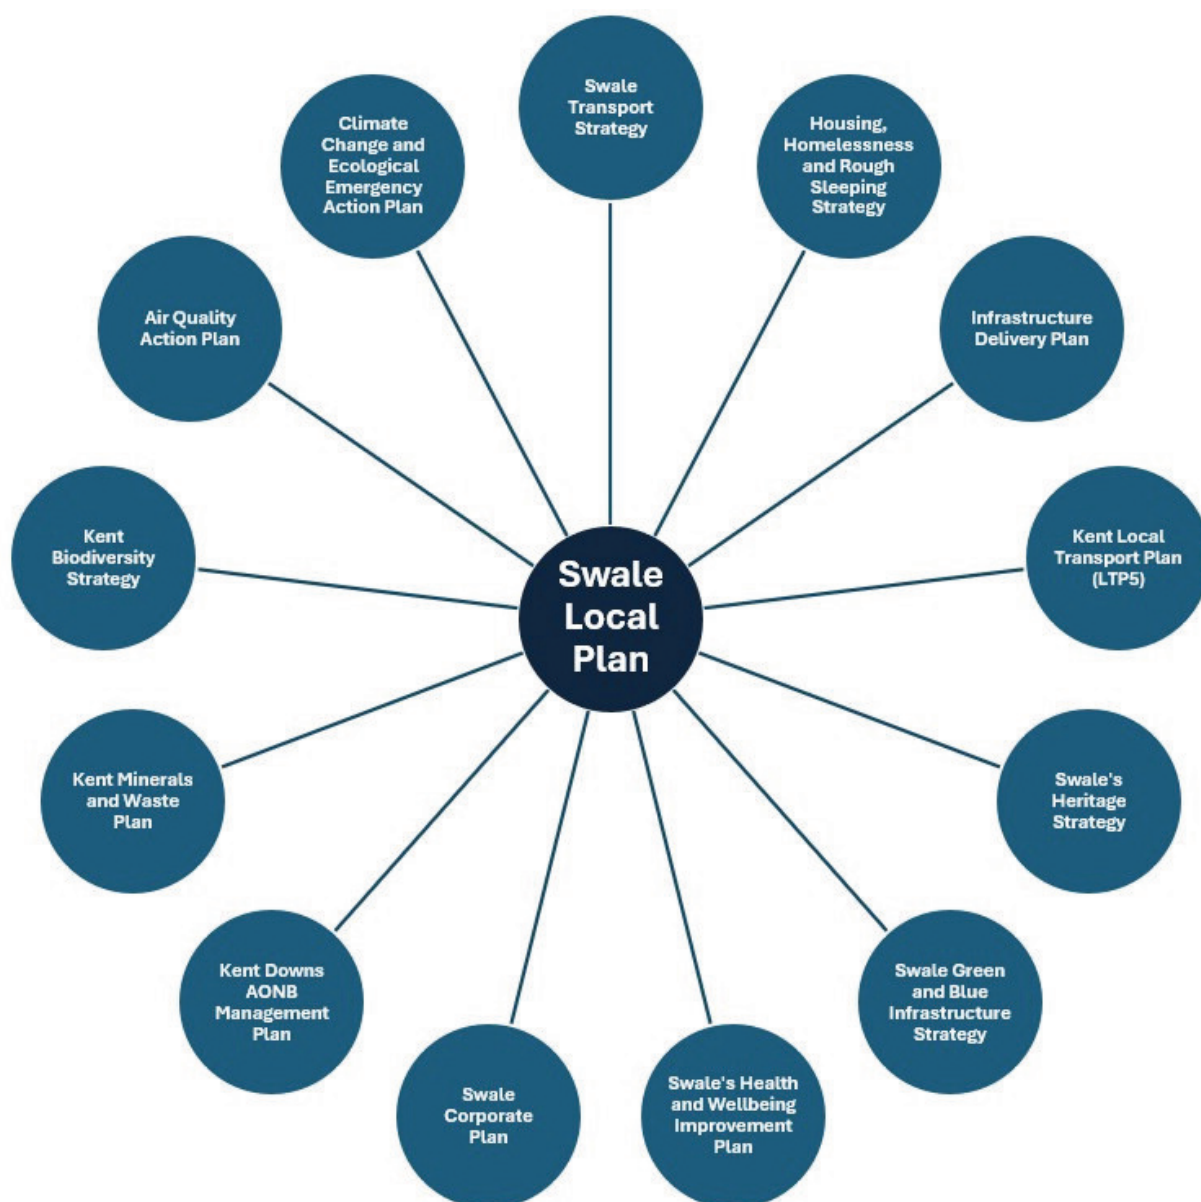 Swale
Transport
Strategy
Housing,
Homelessness
and Rough
Sleeping
Strategy
Infrastructure
Delivery Plan
Kent Local
Transport Plan
(LTP5)
Swale's
Heritage
Strategy
Swale Green
and Blue
Infrastructure
Strategy
Swale's Health
and Wellbeing
Improvement
Plan
Swale
Corporate
Plan
Kent Downs
AONB
Management
Plan
Kent Minerals
and Waste
Plan
Kent
Biodiversity
Strategy
Air Quality
Action Plan
Climate
Change and
Ecological
Emergency
Action Plan
Swale
Local
Plan